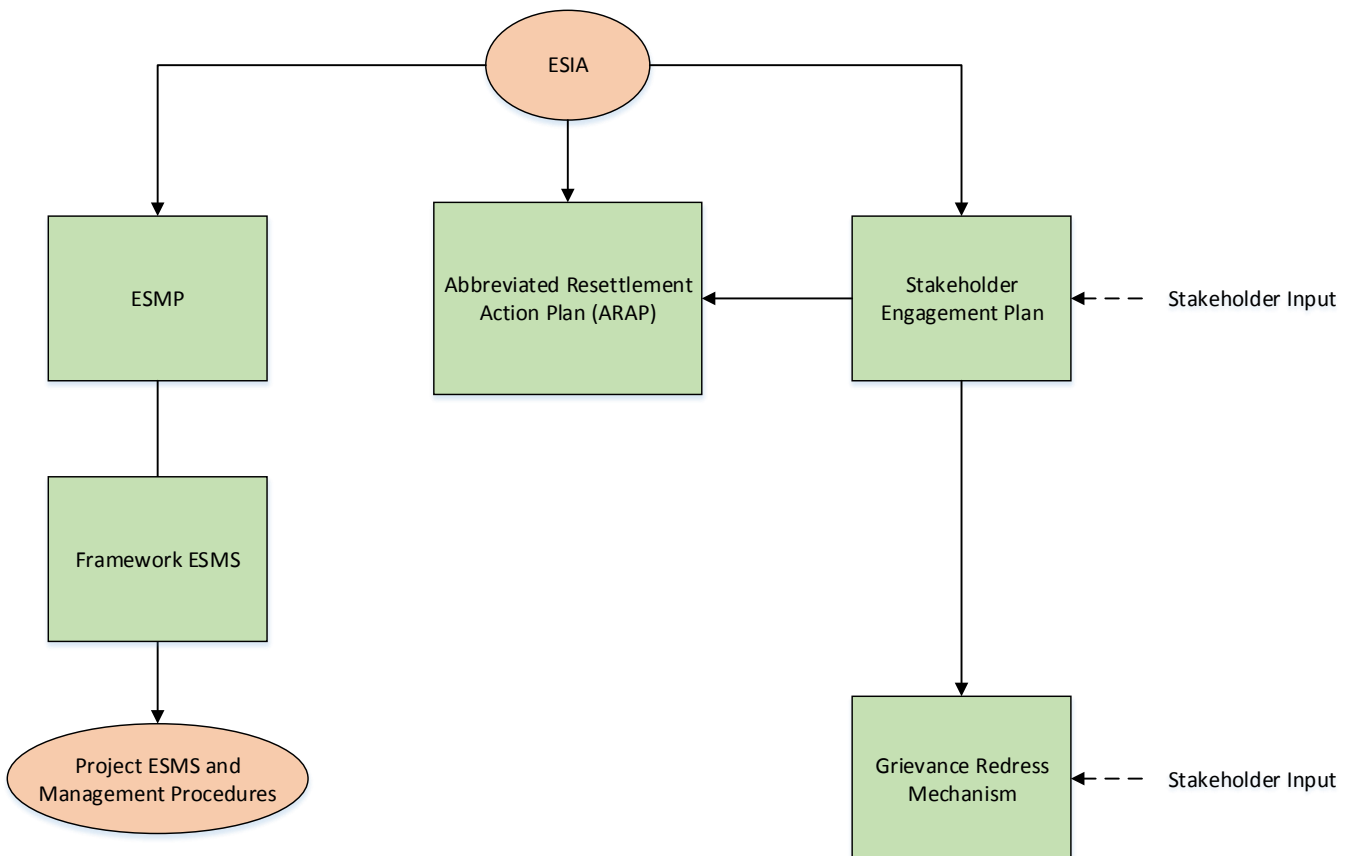 ESIA
ESMP
Abbreviated Resettlement
Action Plan (ARAP)
Stakeholder
Engagement Plan
Stakeholder Input
Framework ESMS
Project ESMS and
Management Procedures
Grievance Redress
Mechanism
Stakeholder Input